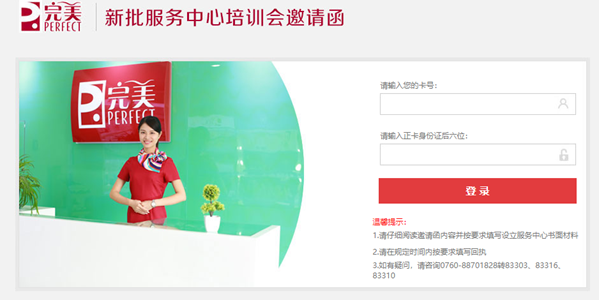 完美
PERFECT
新批服务中心培训会邀请函
完美
PERFECT
请输入您的卡号：
请输入正卡身份证后六位：
登录
温馨提示：
1.请仔细阅读邀请函内容并按要求填写设立服务中心书面材料
2.请在规定时间内按要求填写回执
3.如有疑问，请咨询0760-88701828转83303、83316、
83310